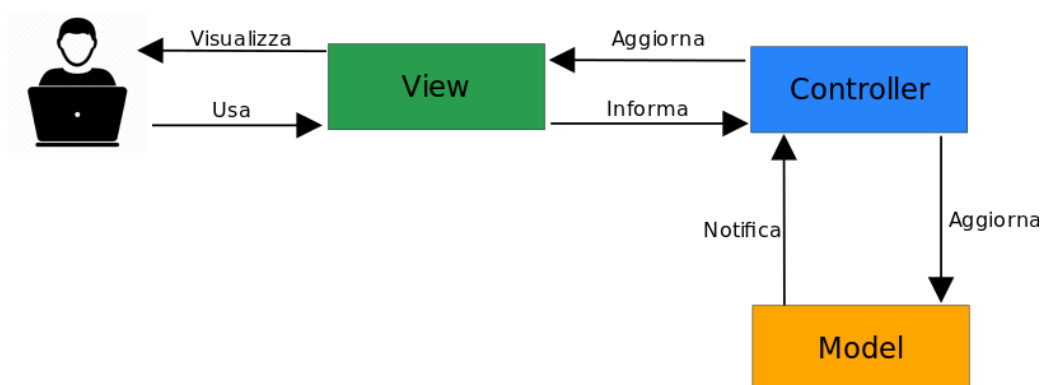 Visualizza
Aggiorna
View
Controller
Usa
Informa
Notifica
Aggiorna
Model